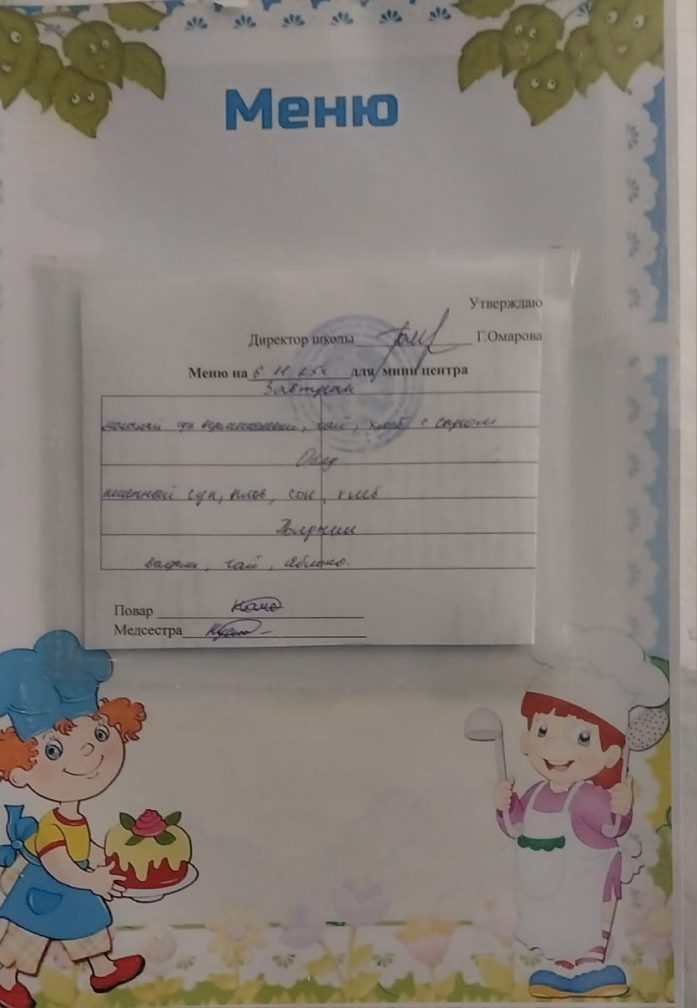 Меню
Утверждаю
Директор школы Г.Омарова
Меню на 6 11 25г для мини центра
Завтрак
чай, хлеб с сыром
Обед
суп, плов, сок, хлеб
Полдник
вафли, чай, яблоко.
Повар
Медсестра